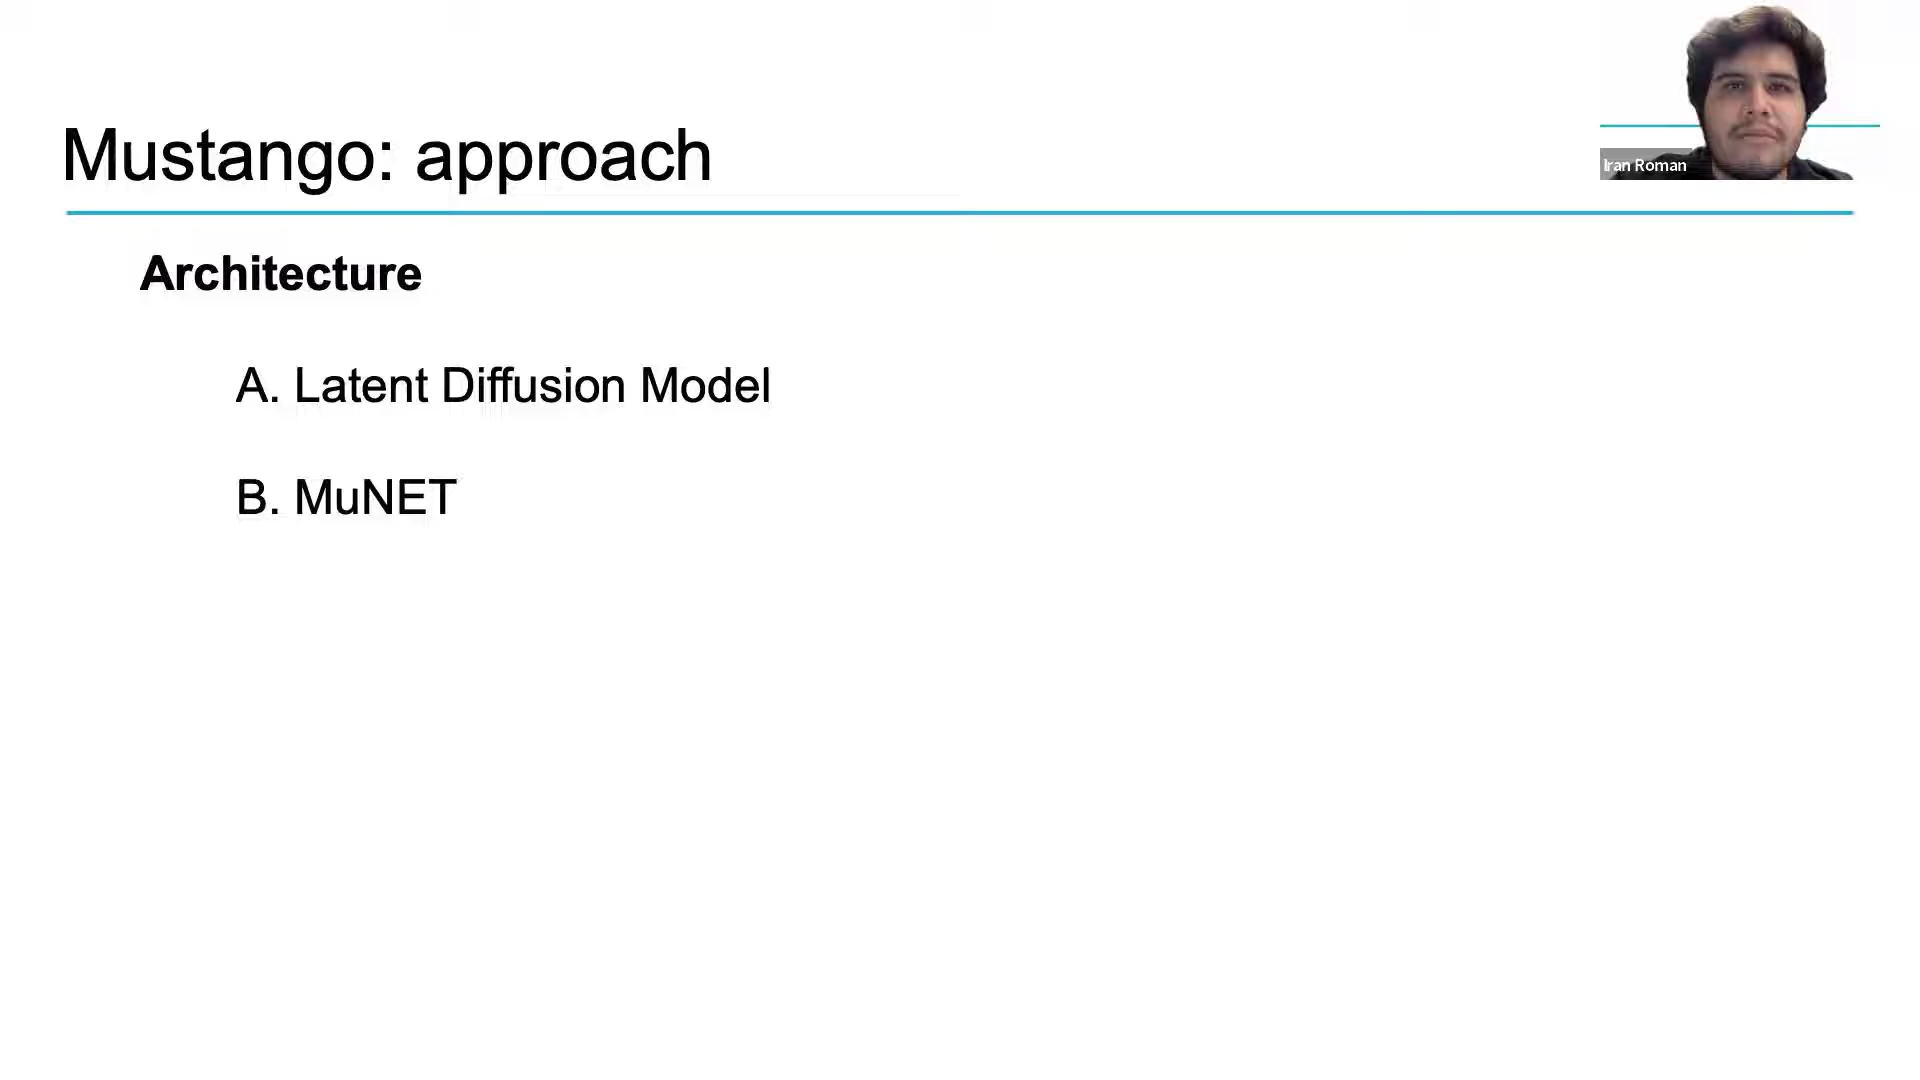 Mustango: approach
Iran Roman
Architecture
A. Latent Diffusion Model
B. MuNET